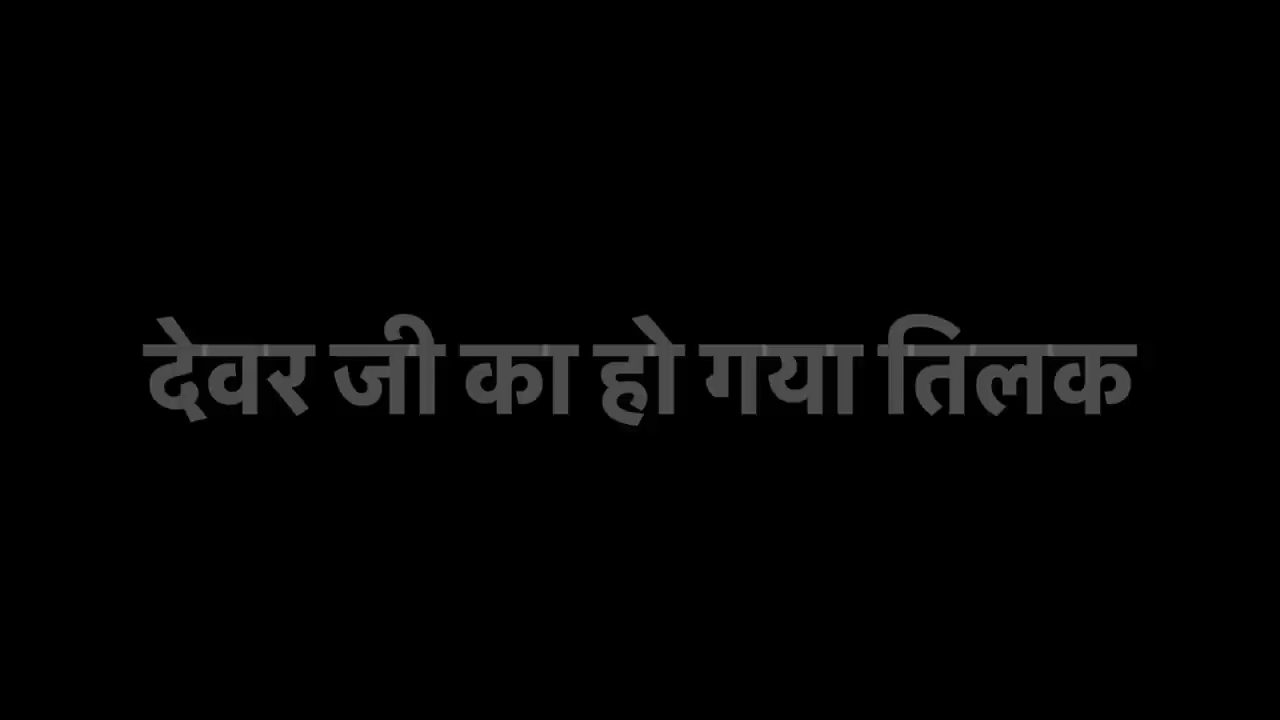 देवर जी का हो गया तिलक